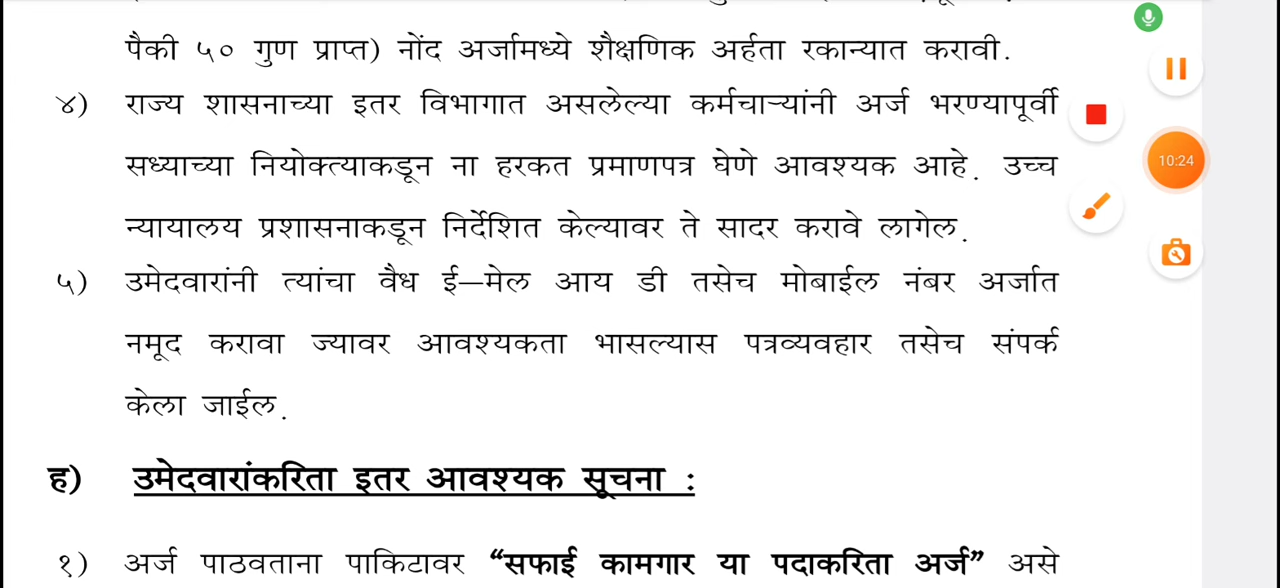 पैकी ५० गुण प्राप्त) नोंद अर्जामध्ये शैक्षणिक अर्हता रकान्यात करावी.
४) राज्य शासनाच्या इतर विभागात असलेल्या कर्मचाऱ्यांनी अर्ज भरण्यापूर्वी
सध्याच्या नियोक्त्याकडून ना हरकत प्रमाणपत्र घेणे आवश्यक आहे. उच्च
न्यायालय प्रशासनाकडून निर्देशित केल्यावर ते सादर करावे लागेल.
10:24
५) उमेदवारांनी त्यांचा वैध ई–मेल आय डी तसेच मोबाईल नंबर अर्जात
नमूद करावा ज्यावर आवश्यकता भासल्यास पत्रव्यवहार तसेच संपर्क
केला जाईल.
ह) उमेदवारांकरिता इतर आवश्यक सूचना :
१) अर्ज पाठवताना पाकिटावर “सफाई कामगार या पदाकरिता अर्ज” असे